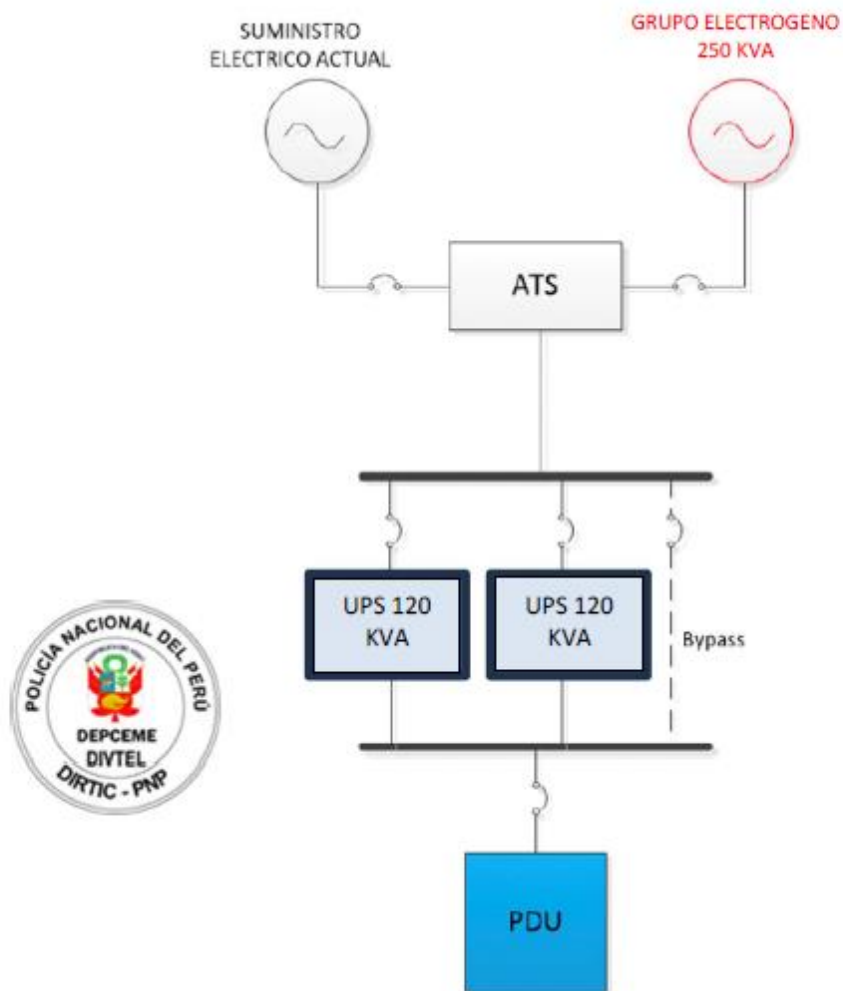 SUMINISTRO
ELECTRICO ACTUAL
GRUPO ELECTROGENO
250 KVA
ATS
UPS 120
KVA
UPS 120
KVA
Bypass
POLICÍA NACIONAL DEL PERÚ
DEPCEME
DIVTEL
DIRTIC - PNP
PDU